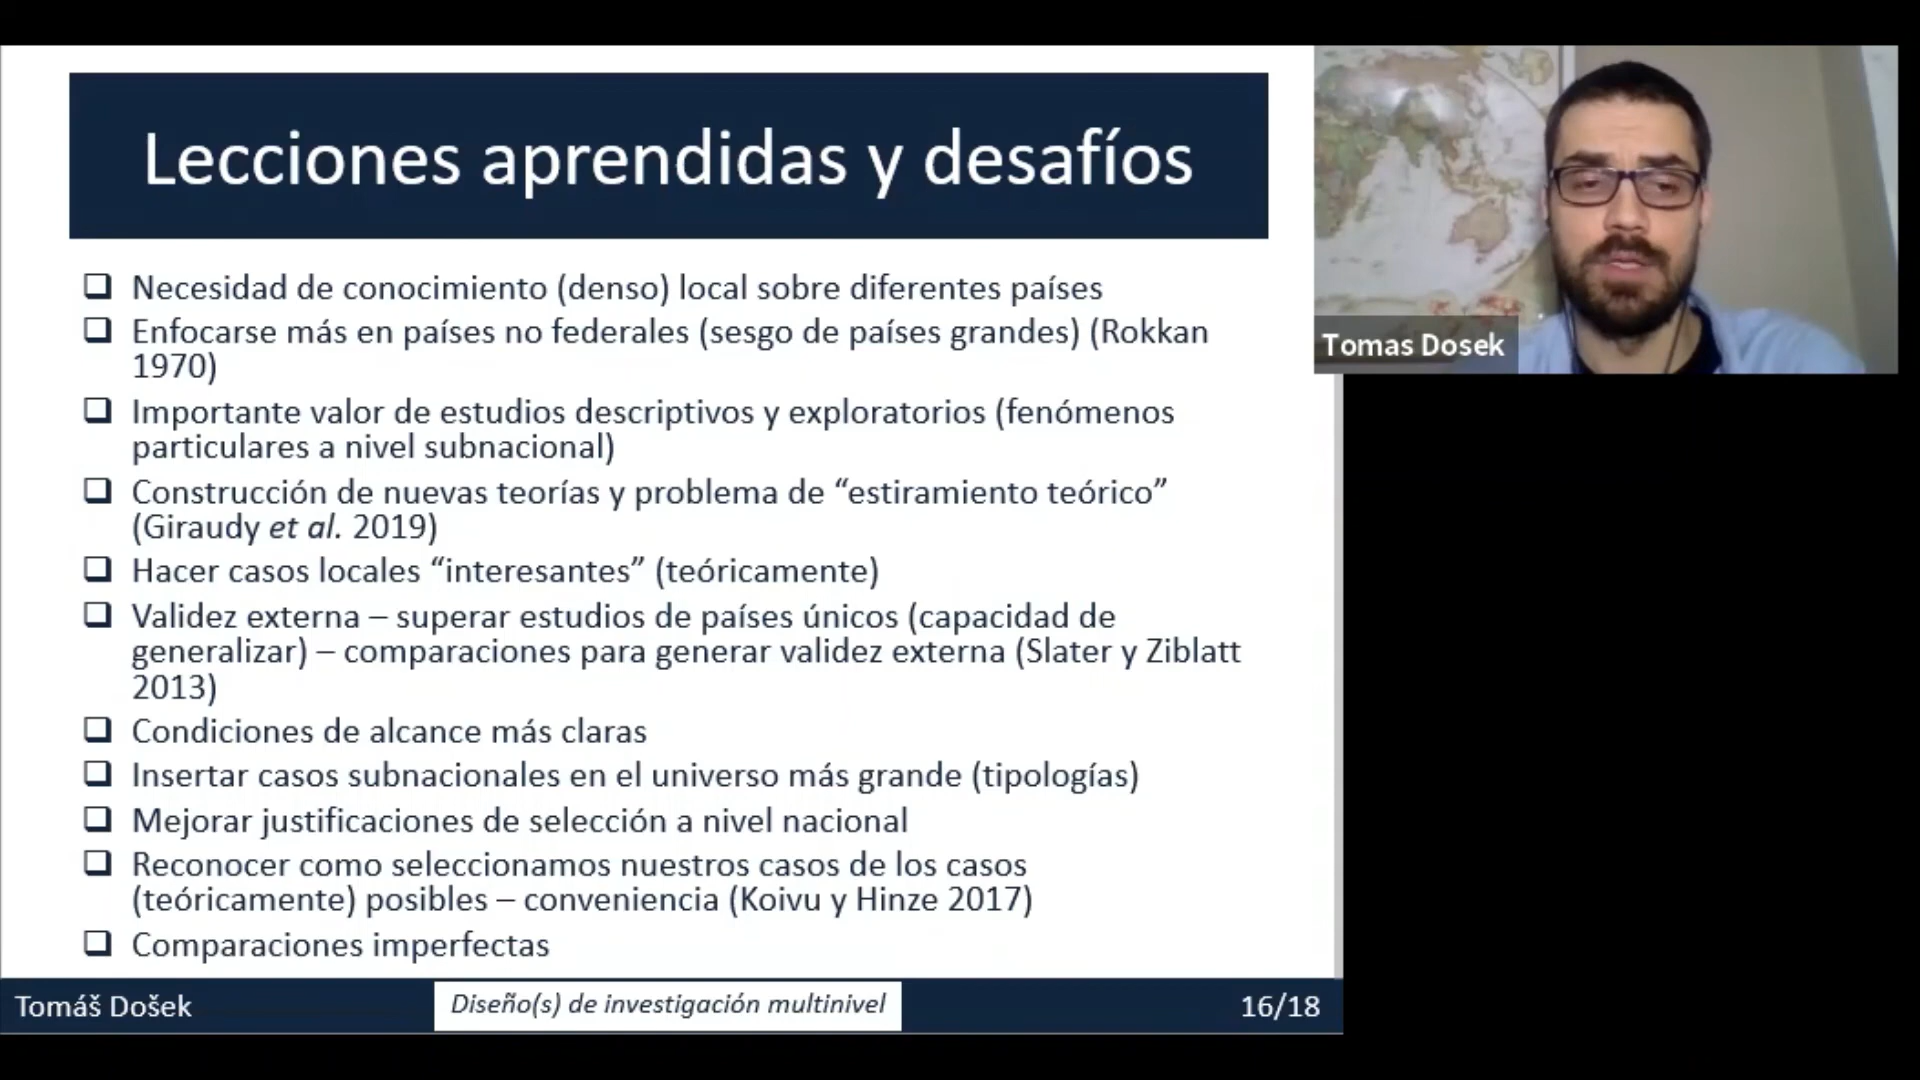 Lecciones aprendidas y desafíos
Necesidad de conocimiento (denso) local sobre diferentes países
Enfocarse más en países no federales (sesgo de países grandes) (Rokkan
1970)
Importante valor de estudios descriptivos y exploratorios (fenómenos
particulares a nivel subnacional)
Construcción de nuevas teorías y problema de “estiramiento teórico”
(Giraudy et al. 2019)
Hacer casos locales “interesantes” (teóricamente)
Validez externa – superar estudios de países únicos (capacidad de
generalizar) – comparaciones para generar validez externa (Slater y Ziblatt
2013)
Condiciones de alcance más claras
Insertar casos subnacionales en el universo más grande (tipologías)
Mejorar justificaciones de selección a nivel nacional
Reconocer como seleccionamos nuestros casos de los casos
(teóricamente) posibles – conveniencia (Koivu y Hinze 2017)
Comparaciones imperfectas
Tomáš Došek
Diseño(s) de investigación multinivel
16/18
Tomas Dosek